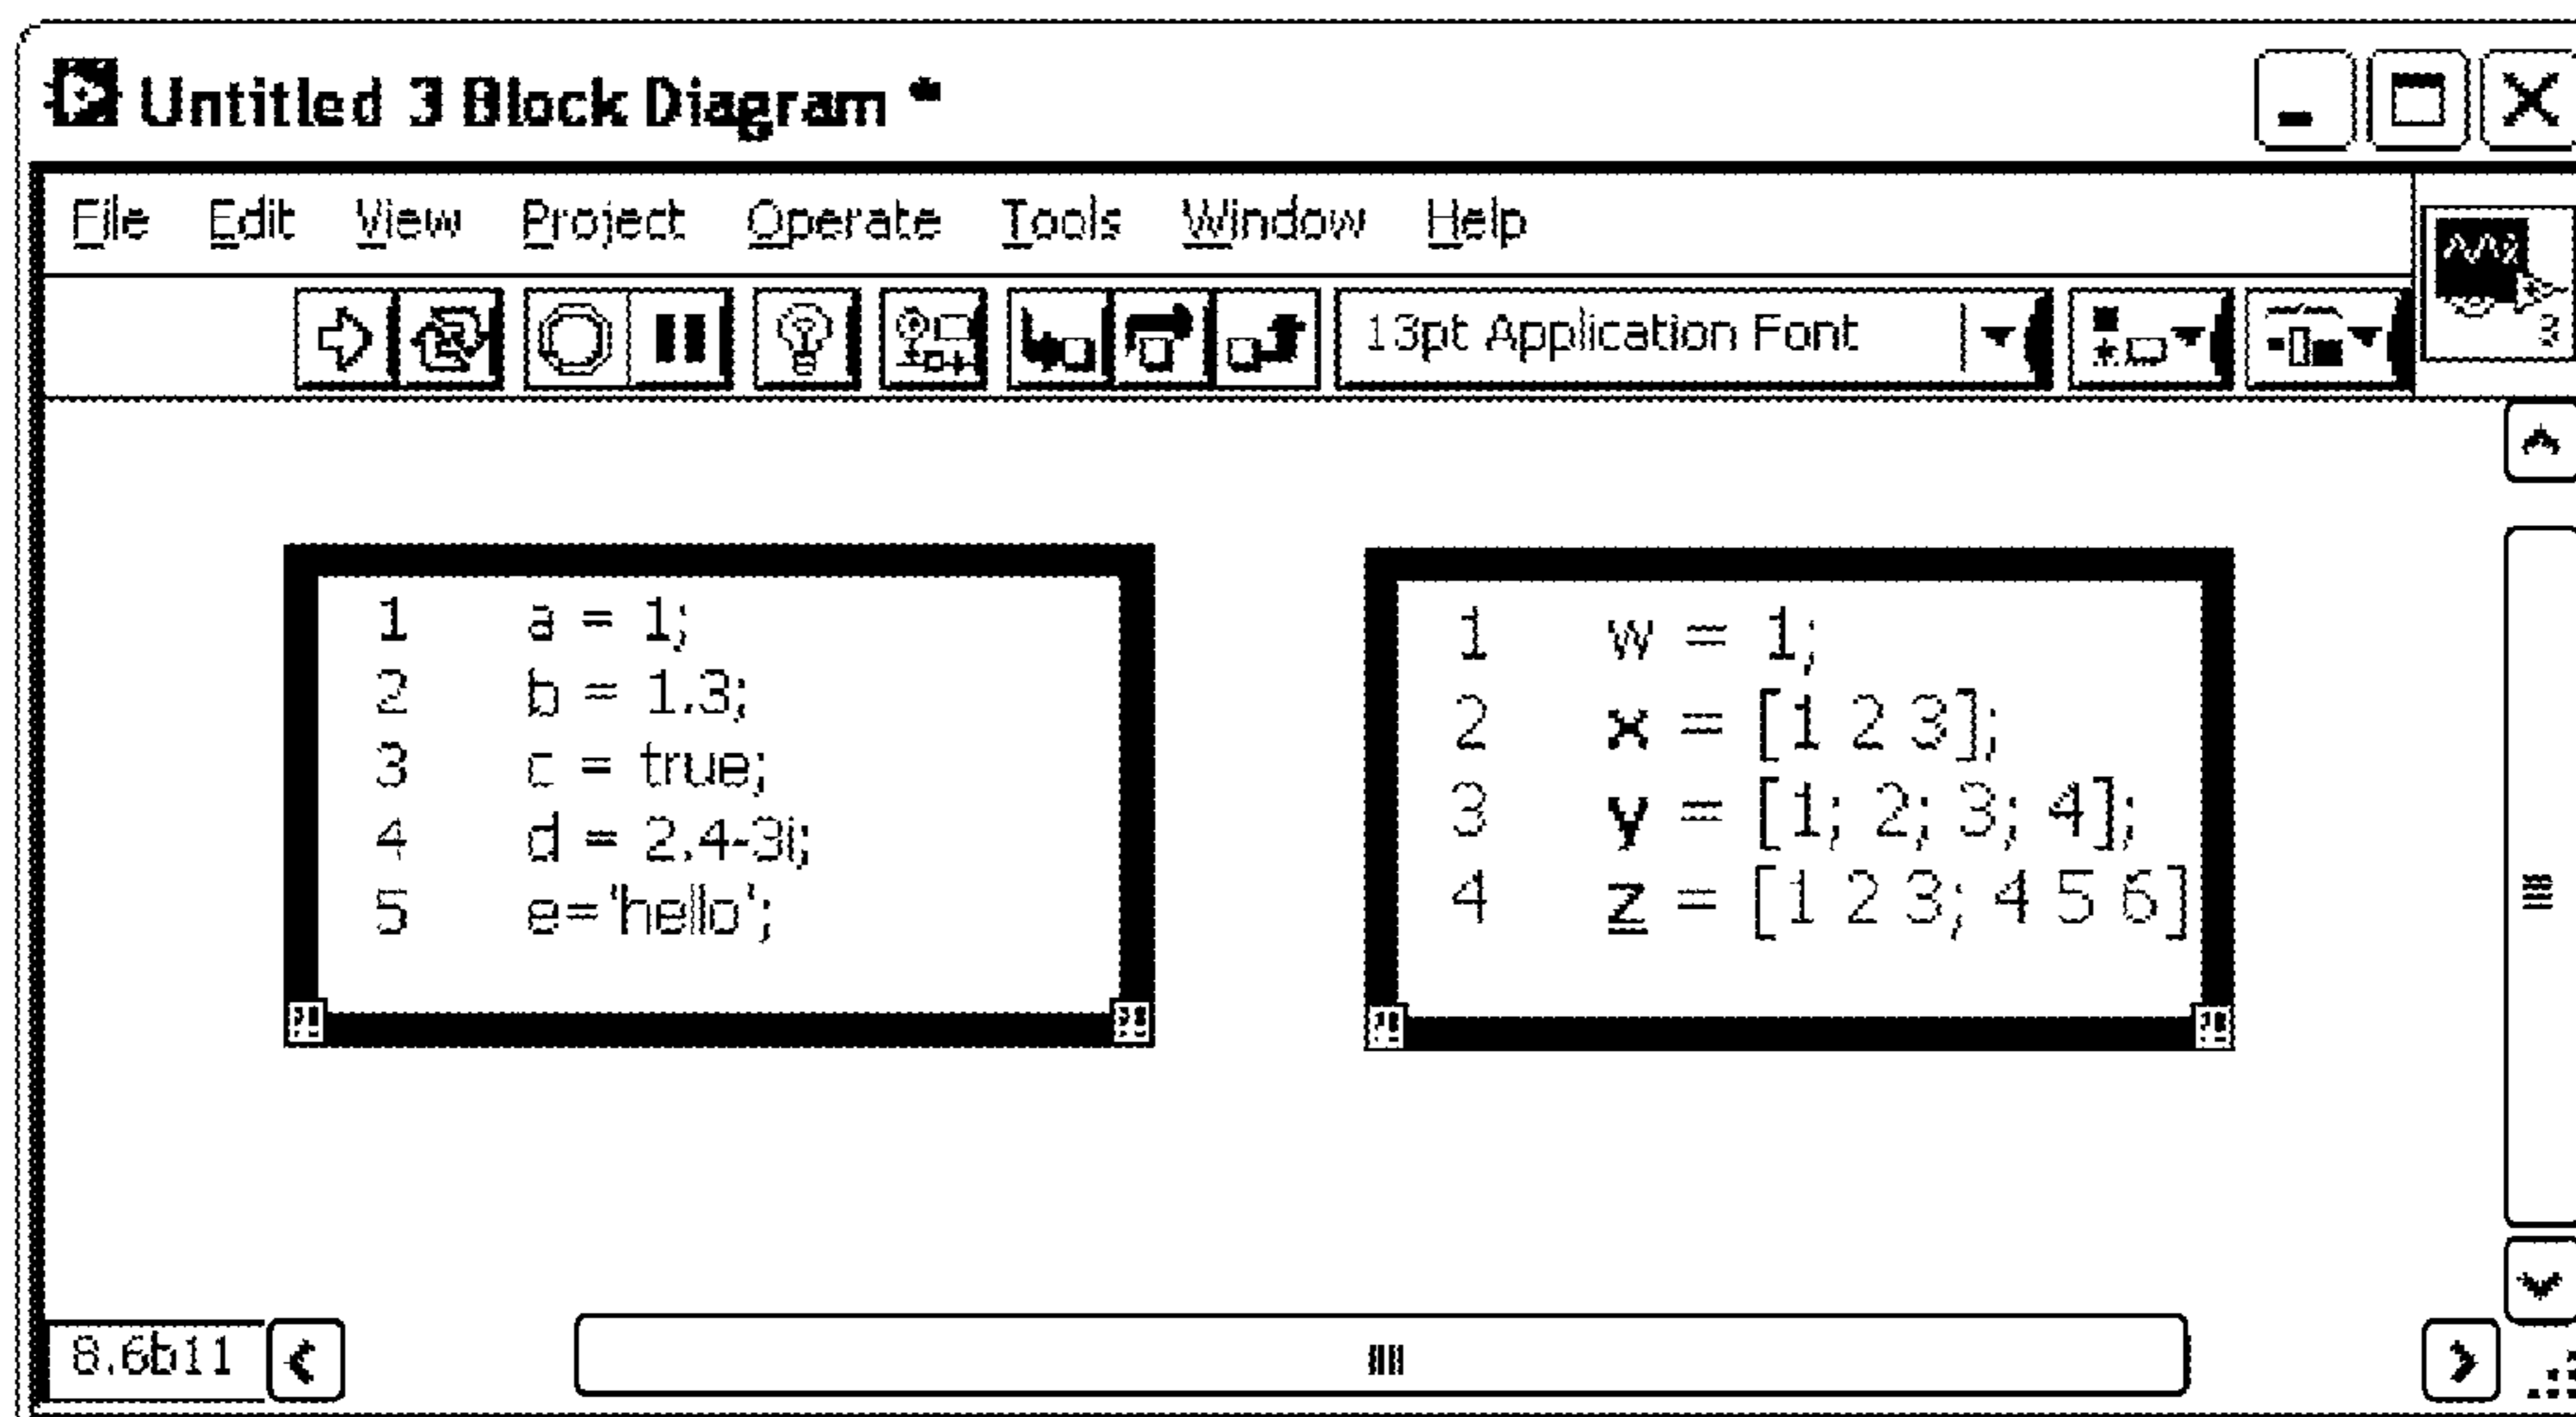 Untitled 3 Block Diagram *
File Edit View Project Operate Tools Window Help
13pt Application Font
3
1 a = 1;
2 b = 1.3;
3 c = true;
4 d = 2.4-3i;
5 e='hello';
1 w = 1;
2 x = [1 2 3];
3 y = [1; 2; 3; 4];
4 z = [1 2 3; 4 5 6]
8.6b11